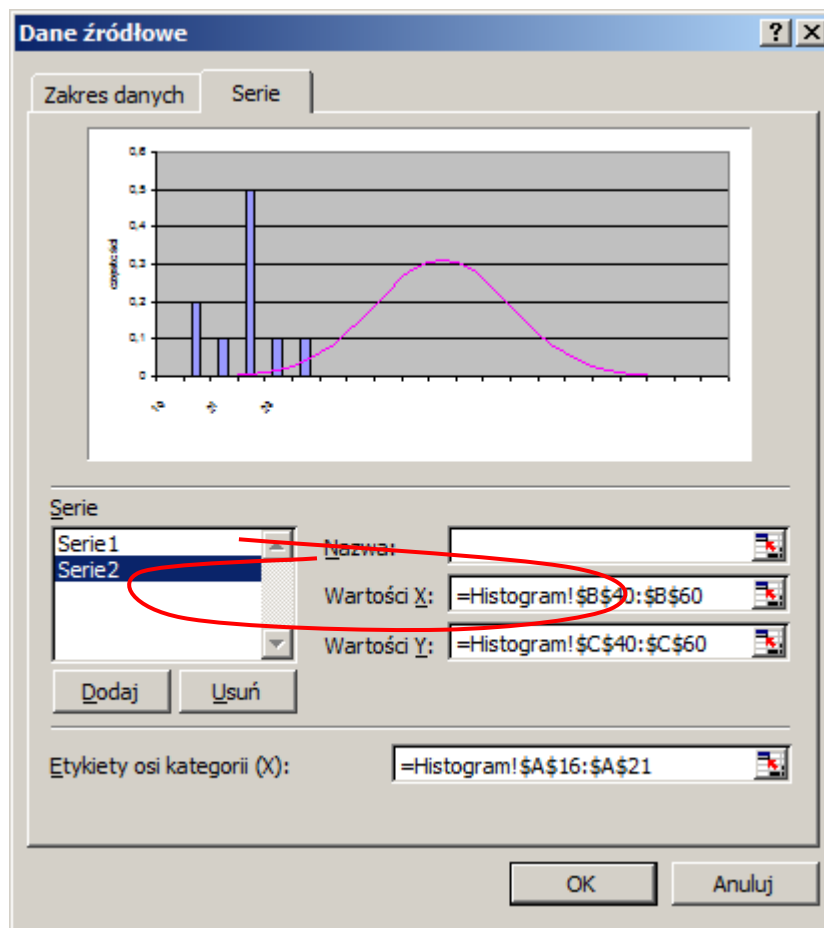 Dane źródłowe
Zakres danych Serie
0,6
0,5
0,4
0,3
0,2
0,1
0
Serie
Serie1
Serie2
Nazwa:
Wartości X: =Histogram!$B$40:$B$60
Wartości Y: =Histogram!$C$40:$C$60
Dodaj Usuń
Etykiety osi kategorii (X): =Histogram!$A$16:$A$21
OK Anuluj